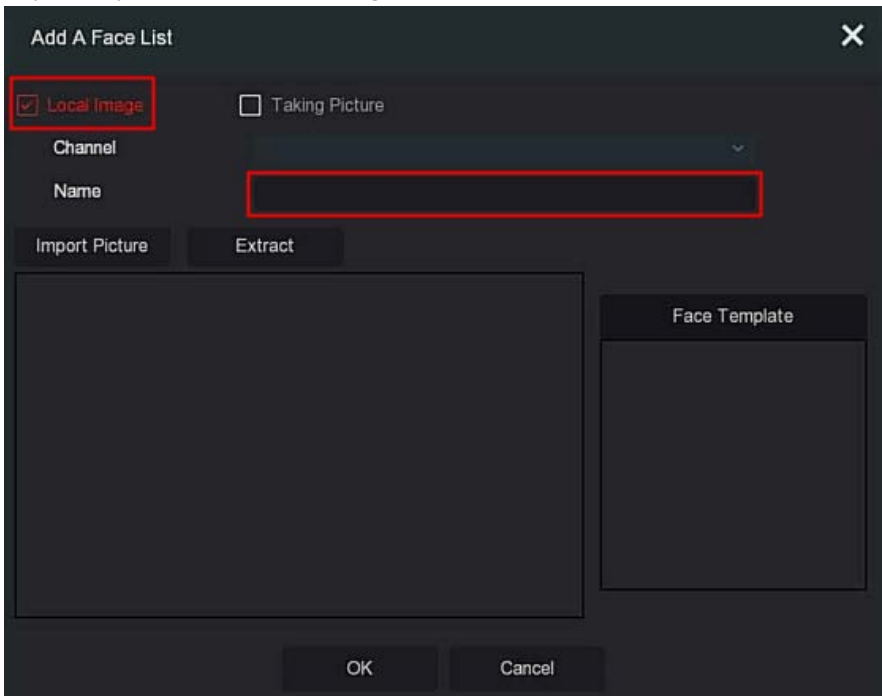 Add A Face List
Local Image Taking Picture
Channel
Name
Import Picture Extract
Face Template
OK Cancel